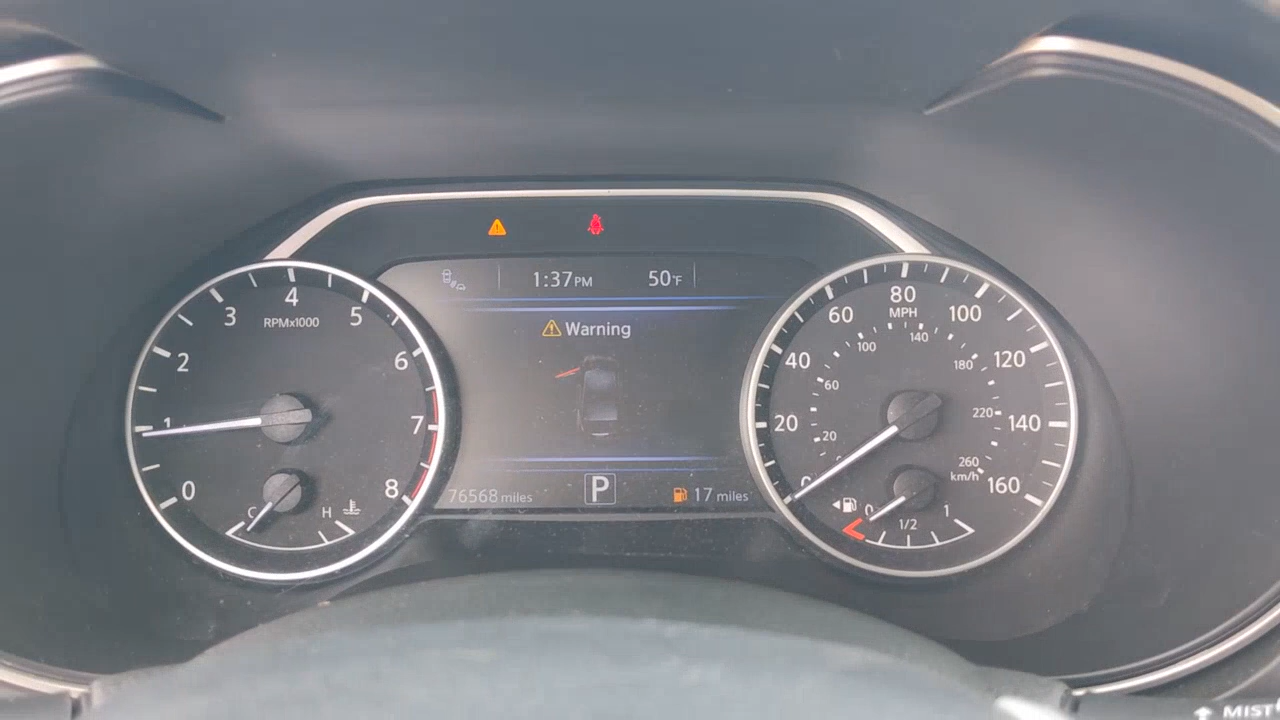 1:37PM 50°F
Warning
76568 miles P 17 miles
0 1 2 3 4 5 6 7 8
RPMx1000
C H
0 20 40 60 80 100 120 140 160
MPH
20 60 100 140 180 220 260
km/h
0 1/2 1
MIST